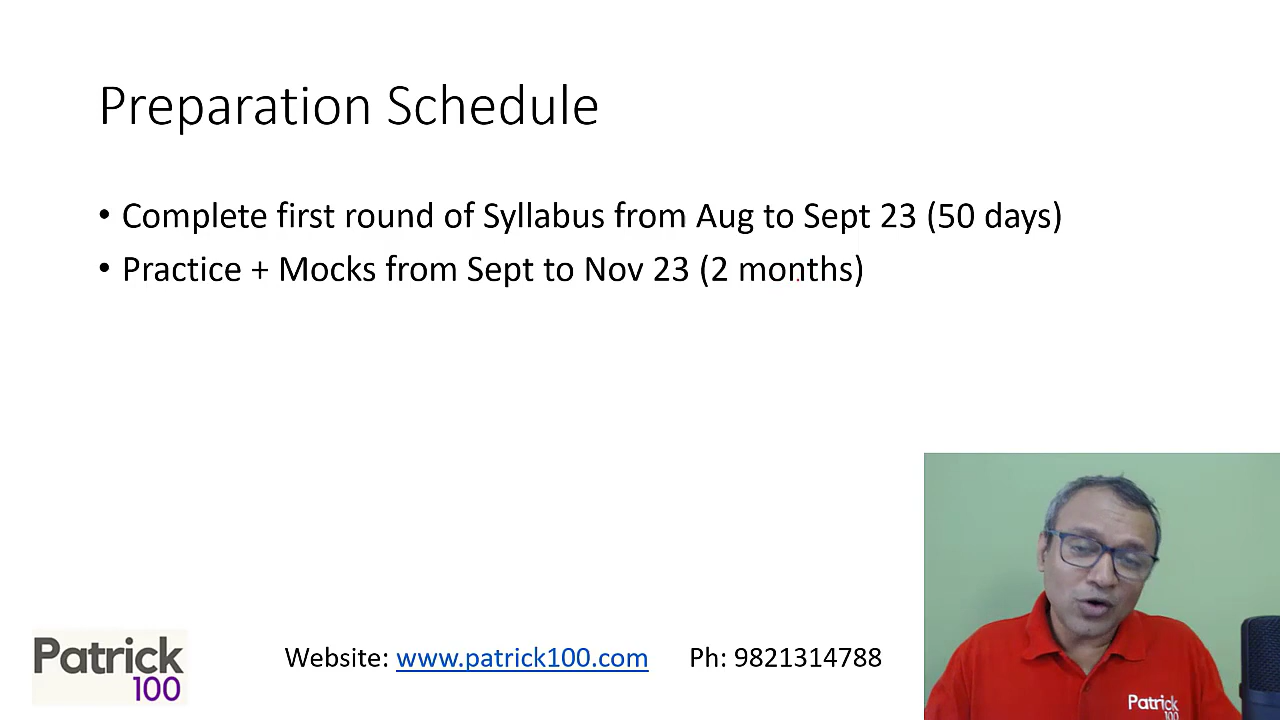 Preparation Schedule
• Complete first round of Syllabus from Aug to Sept 23 (50 days)
• Practice + Mocks from Sept to Nov 23 (2 months)
Patrick
100
Website: www.patrick100.com Ph: 9821314788
Patrick
100